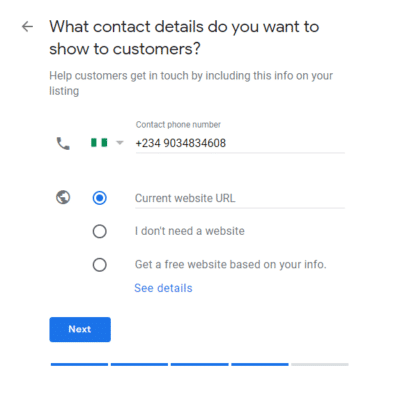 What contact details do you want to
show to customers?
Help customers get in touch by including this info on your
listing
Contact phone number
+234 9034834608
Current website URL
I don't need a website
Get a free website based on your info.
See details
Next